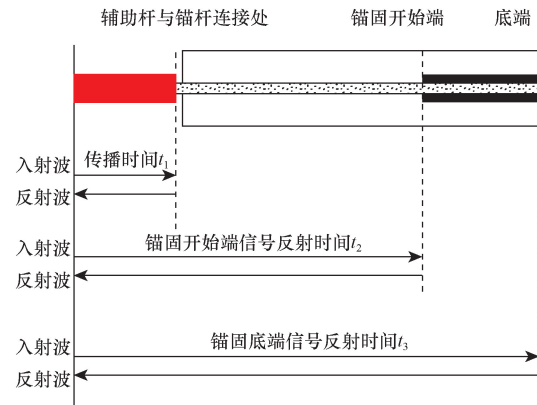 辅助杆与锚杆连接处 锚固开始端 底端
传播时间t1
入射波
反射波
锚固开始端信号反射时间t2
入射波
反射波
锚固底端信号反射时间t3
入射波
反射波